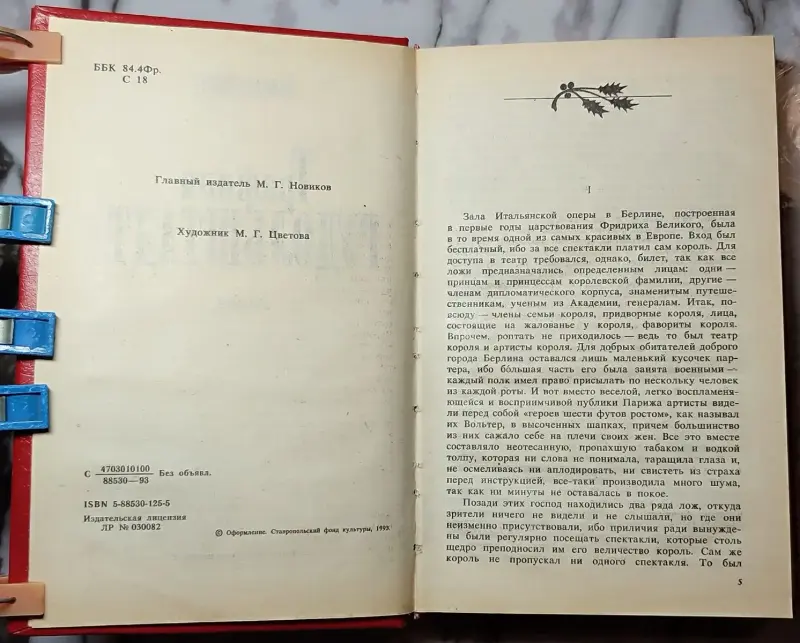 ББК 84.4Фр.
С 18
Главный издатель М. Г. Новиков
Художник М. Г. Цветова
С 4703010100 Без объявл.
88530—93
ISBN 5-88530-125-5
Издательская лицензия
ЛР № 030082
© Оформление. Ставропольский фонд культуры, 1993.
I
Зала Итальянской оперы в Берлине, построенная
в первые годы царствования Фридриха Великого, была
в то время одной из самых красивых в Европе. Вход был
бесплатный, ибо за все спектакли платил сам король. Для
доступа в театр требовался, однако, билет, так как все
ложи предназначались определенным лицам: одни —
принцам и принцессам королевской фамилии, другие —
членам дипломатического корпуса, знаменитым путеше-
ственникам, ученым из Академии, генералам. Итак, по-
всюду — члены семьи короля, придворные короля, лица,
состоящие на жалованье у короля, фавориты короля.
Впрочем, роптать не приходилось — ведь то был театр
короля и артисты короля. Для добрых обитателей доброго
города Берлина оставался лишь маленький кусочек пар-
тера, ибо бо́льшая часть его была занята военными —
каждый полк имел право присылать по нескольку человек
из каждой роты. И вот вместо веселой, легко воспламеня-
ющейся и восприимчивой публики Парижа артисты виде-
ли перед собой «героев шести футов ростом», как называл
их Вольтер, в высоченных шапках, причем большинство
из них сажало себе на плечи своих жен. Все это вместе
составляло неотесанную, пропахшую табаком и водкой
толпу, которая ни слова не понимала, таращила глаза и,
не осмеливаясь ни аплодировать, ни свистеть из страха
перед инструкцией, все-таки производила много шума,
так как ни минуты не оставалась в покое.
Позади этих господ находились два ряда лож, откуда
зрители ничего не видели и не слышали, но где они
неизменно присутствовали, ибо приличия ради вынужде-
ны были регулярно посещать спектакли, которые столь
щедро преподносил им его величество король. Сам же
король не пропускал ни одного спектакля. То был
5